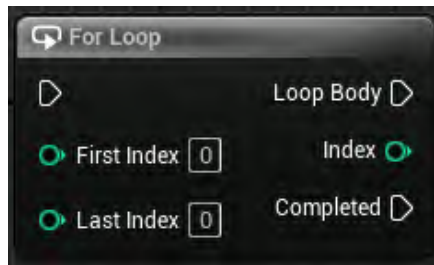 For Loop
Loop Body
First Index 0
Index
Last Index 0
Completed